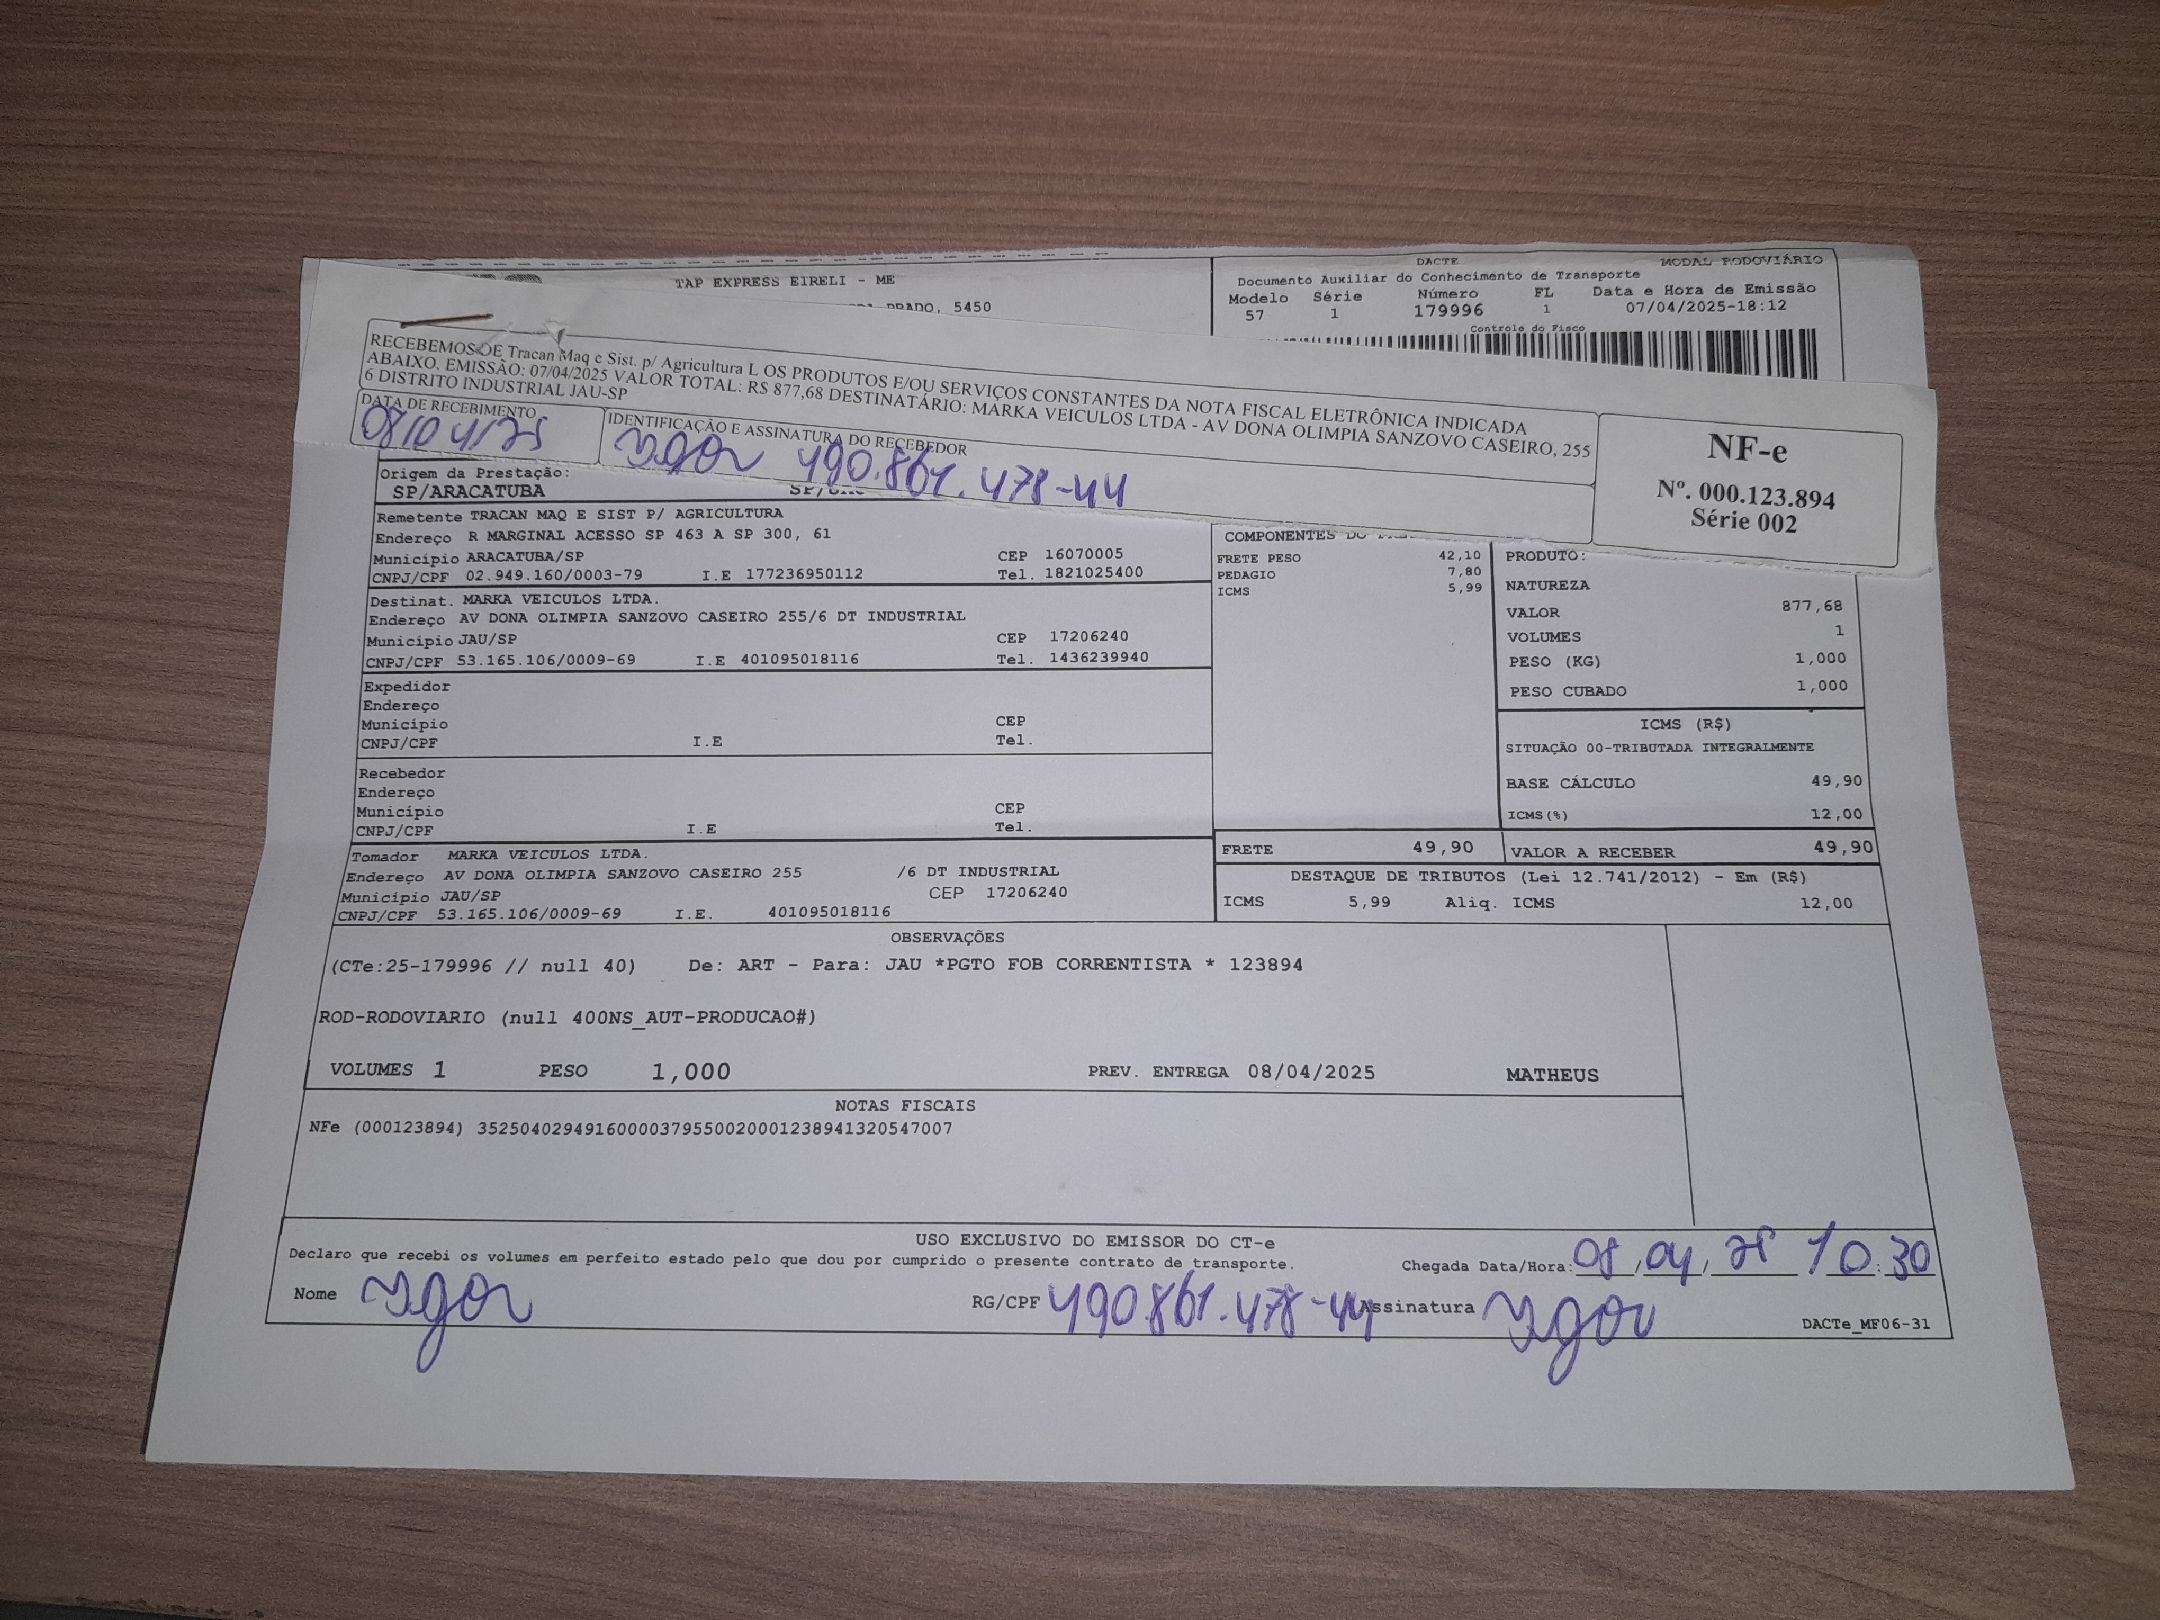 TAP EXPRESS EIRELI - ME
PRADO, 5450
DACTE
MODAL RODOVIÁRIO
Documento Auxiliar do Conhecimento de Transporte
Modelo Série Número FL Data e Hora de Emissão
57 1 179996 1 07/04/2025-18:12
Controle do Fisco
RECEBEMOS DE Tracan Maq e Sist. p/ Agricultura L OS PRODUTOS E/OU SERVIÇOS CONSTANTES DA NOTA FISCAL ELETRÔNICA INDICADA
ABAIXO. EMISSÃO: 07/04/2025 VALOR TOTAL: R$ 877,68 DESTINATÁRIO: MARKA VEICULOS LTDA - AV DONA OLIMPIA SANZOVO CASEIRO, 255
6 DISTRITO INDUSTRIAL JAU-SP
DATA DE RECEBIMENTO
08/04/25
IDENTIFICAÇÃO E ASSINATURA DO RECEBEDOR
Igor 490.861.478-44
NF-e
Nº. 000.123.894
Série 002
Origem da Prestação:
SP/ARACATUBA
Remetente TRACAN MAQ E SIST P/ AGRICULTURA
Endereço R MARGINAL ACESSO SP 463 A SP 300, 61
Município ARACATUBA/SP CEP 16070005
CNPJ/CPF 02.949.160/0003-79 I.E 177236950112 Tel. 1821025400
Destinat. MARKA VEICULOS LTDA.
Endereço AV DONA OLIMPIA SANZOVO CASEIRO 255/6 DT INDUSTRIAL
Município JAU/SP CEP 17206240
CNPJ/CPF 53.165.106/0009-69 I.E 401095018116 Tel. 1436239940
Expedidor
Endereço
Município CEP
CNPJ/CPF I.E Tel.
Recebedor
Endereço
Município CEP
CNPJ/CPF I.E Tel.
Tomador MARKA VEICULOS LTDA.
Endereço AV DONA OLIMPIA SANZOVO CASEIRO 255 /6 DT INDUSTRIAL
Município JAU/SP CEP 17206240
CNPJ/CPF 53.165.106/0009-69 I.E. 401095018116
COMPONENTES
FRETE PESO 42,10
PEDAGIO 7,80
ICMS 5,99
PRODUTO:
NATUREZA
VALOR 877,68
VOLUMES 1
PESO (KG) 1,000
PESO CUBADO 1,000
ICMS (R$)
SITUAÇÃO 00-TRIBUTADA INTEGRALMENTE
BASE CÁLCULO 49,90
ICMS(%) 12,00
FRETE 49,90 VALOR A RECEBER 49,90
DESTAQUE DE TRIBUTOS (Lei 12.741/2012) - Em (R$)
ICMS 5,99 Aliq. ICMS 12,00
OBSERVAÇÕES
(CTe:25-179996 // null 40) De: ART - Para: JAU *PGTO FOB CORRENTISTA * 123894
ROD-RODOVIARIO (null 400NS_AUT-PRODUCAO#)
VOLUMES 1 PESO 1,000 PREV. ENTREGA 08/04/2025 MATHEUS
NOTAS FISCAIS
NFe (000123894) 35250402949160000379550020001238941320547007
USO EXCLUSIVO DO EMISSOR DO CT-e
Declaro que recebi os volumes em perfeito estado pelo que dou por cumprido o presente contrato de transporte.
Chegada Data/Hora: 08,04,25 10:30
Nome Igor RG/CPF 490.861.478-44 Assinatura Igor
DACTe_MF06-31